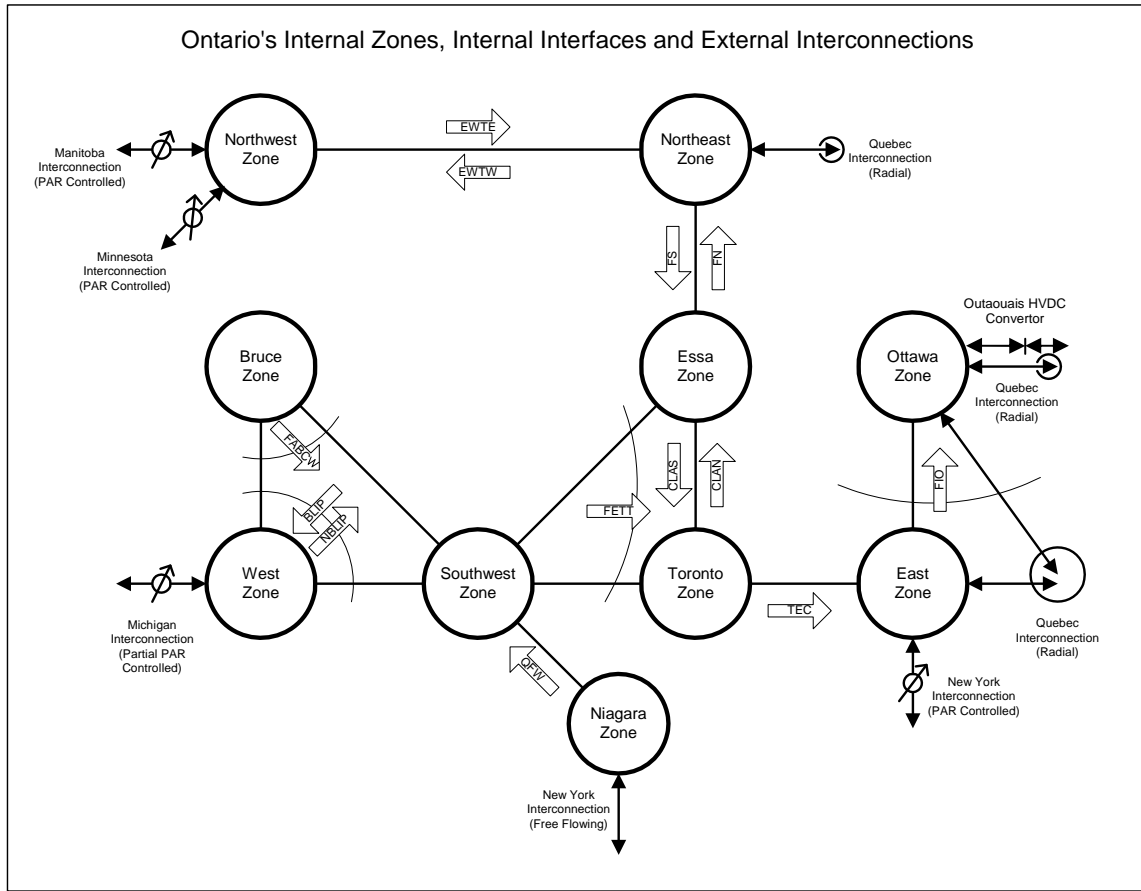 Ontario's Internal Zones, Internal Interfaces and External Interconnections
Northwest
Zone
EWTE
EWTW
Northeast
Zone
Manitoba
Interconnection
(PAR Controlled)
Quebec
Interconnection
(Radial)
Minnesota
Interconnection
(PAR Controlled)
FS
FN
Bruce
Zone
Essa
Zone
Ottawa
Zone
Outaouais HVDC
Convertor
Quebec
Interconnection
(Radial)
FABCW
CLAS
CLAN
FIO
BLIP
NBLIP
FETT
West
Zone
Southwest
Zone
Toronto
Zone
East
Zone
TEC
Michigan
Interconnection
(Partial PAR
Controlled)
Quebec
Interconnection
(Radial)
QFW
New York
Interconnection
(PAR Controlled)
Niagara
Zone
New York
Interconnection
(Free Flowing)